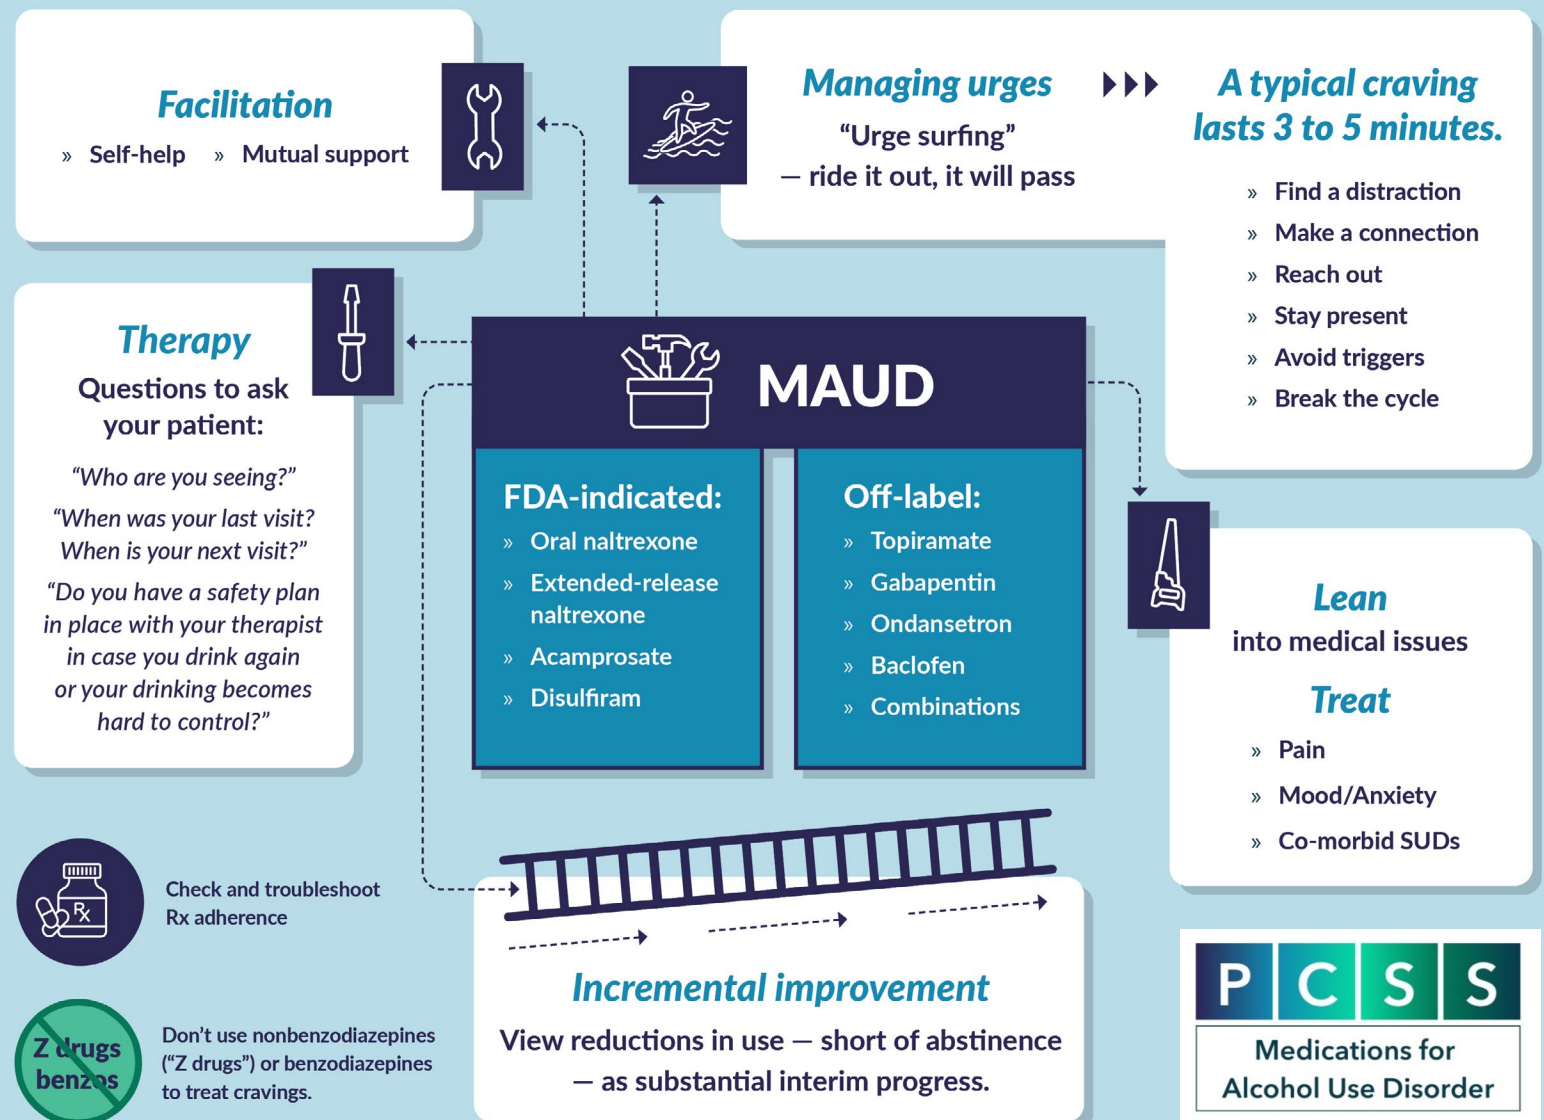 Facilitation
» Self-help » Mutual support
Managing urges
“Urge surfing”
— ride it out, it will pass
A typical craving
lasts 3 to 5 minutes.
» Find a distraction
» Make a connection
» Reach out
» Stay present
» Avoid triggers
» Break the cycle
Therapy
Questions to ask
your patient:
“Who are you seeing?”
“When was your last visit?
When is your next visit?”
“Do you have a safety plan
in place with your therapist
in case you drink again
or your drinking becomes
hard to control?”
MAUD
FDA-indicated:
» Oral naltrexone
» Extended-release
naltrexone
» Acamprosate
» Disulfiram
Off-label:
» Topiramate
» Gabapentin
» Ondansetron
» Baclofen
» Combinations
Lean
into medical issues
Treat
» Pain
» Mood/Anxiety
» Co-morbid SUDs
Rx
Check and troubleshoot
Rx adherence
Z drugs
benzos
Don’t use nonbenzodiazepines
(“Z drugs”) or benzodiazepines
to treat cravings.
Incremental improvement
View reductions in use — short of abstinence
— as substantial interim progress.
PCSS
Medications for
Alcohol Use Disorder